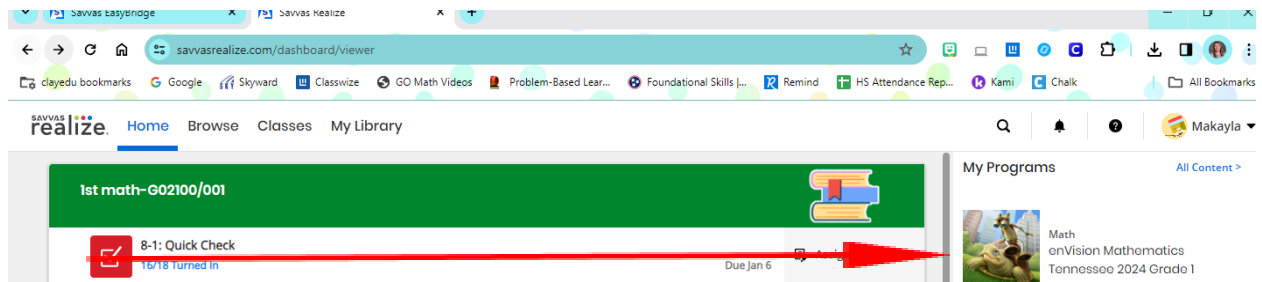 Savvas EasyBridge
Savvas Realize
savvasrealize.com/dashboard/viewer
clayedu bookmarks
Google
Skyward
Classwize
GO Math Videos
Problem-Based Lear...
Foundational Skills |...
Remind
HS Attendance Rep...
Kami
Chalk
All Bookmarks
SAVVAS realize.
Home
Browse
Classes
My Library
Makayla
1st math-G02100/001
My Programs
All Content >
8-1: Quick Check
16/18 Turned In
Due Jan 6
Math
enVision Mathematics
Tennessee 2024 Grade 1